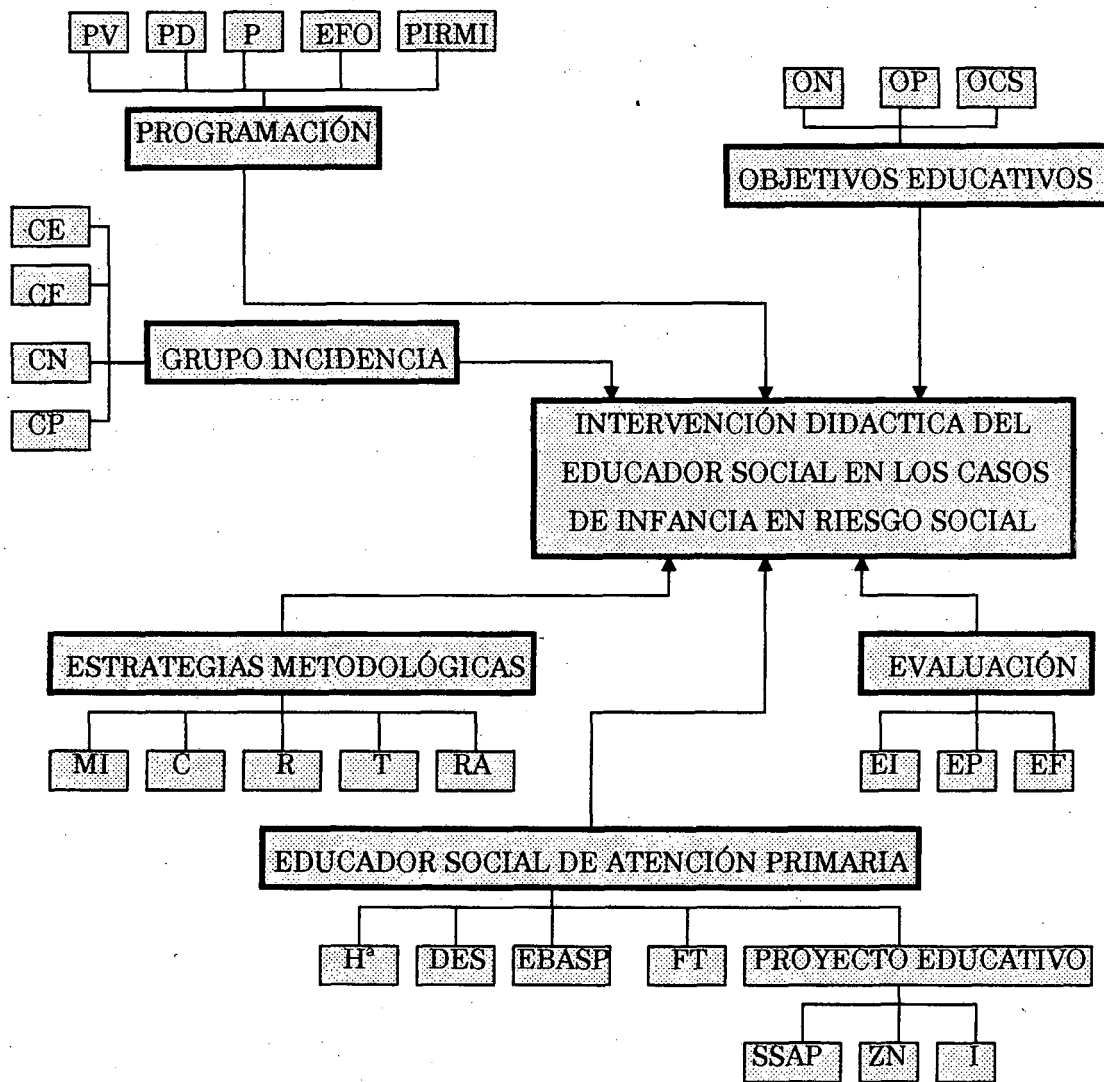 PV PD P EFO PIRMI
PROGRAMACIÓN
ON OP OCS
OBJETIVOS EDUCATIVOS
CE
CF
CN
CP
GRUPO INCIDENCIA
INTERVENCIÓN DIDACTICA DEL
EDUCADOR SOCIAL EN LOS CASOS
DE INFANCIA EN RIESGO SOCIAL
ESTRATEGIAS METODOLÓGICAS
MI C R T RA
EVALUACIÓN
EI EP EF
EDUCADOR SOCIAL DE ATENCIÓN PRIMARIA
Hª DES EBASP FT PROYECTO EDUCATIVO
SSAP ZN I